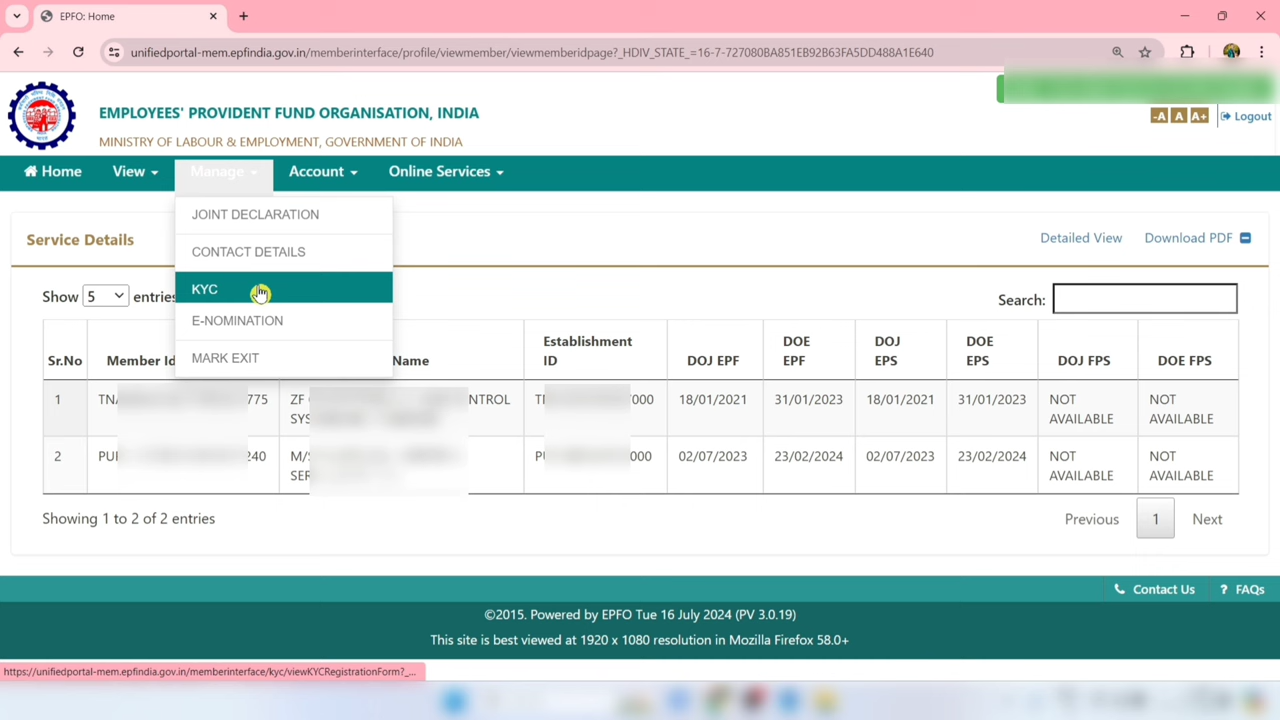 EPFO: Home
unifiedportal-mem.epfindia.gov.in/memberinterface/profile/viewmember/viewmemberidpage?_HDIV_STATE_=16-7-727080BA851EB92B63FA5DD488A1E640
EMPLOYEES' PROVIDENT FUND ORGANISATION, INDIA
MINISTRY OF LABOUR & EMPLOYMENT, GOVERNMENT OF INDIA
-A A A+ Logout
Home View Manage Account Online Services
JOINT DECLARATION
CONTACT DETAILS
KYC
E-NOMINATION
MARK EXIT
Service Details
Detailed View Download PDF
Show 5 entries
Search:
Sr.No Member Id Name Establishment ID DOJ EPF DOE EPF DOJ EPS DOE EPS DOJ FPS DOE FPS
1 TNA 775 ZF NTROL SYS 000 18/01/2021 31/01/2023 18/01/2021 31/01/2023 NOT AVAILABLE NOT AVAILABLE
2 PU 240 M/S SER P 000 02/07/2023 23/02/2024 02/07/2023 23/02/2024 NOT AVAILABLE NOT AVAILABLE
Showing 1 to 2 of 2 entries
Previous 1 Next
Contact Us ? FAQs
©2015. Powered by EPFO Tue 16 July 2024 (PV 3.0.19)
This site is best viewed at 1920 x 1080 resolution in Mozilla Firefox 58.0+
https://unifiedportal-mem.epfindia.gov.in/memberinterface/kyc/viewKYCRegistrationForm?_...